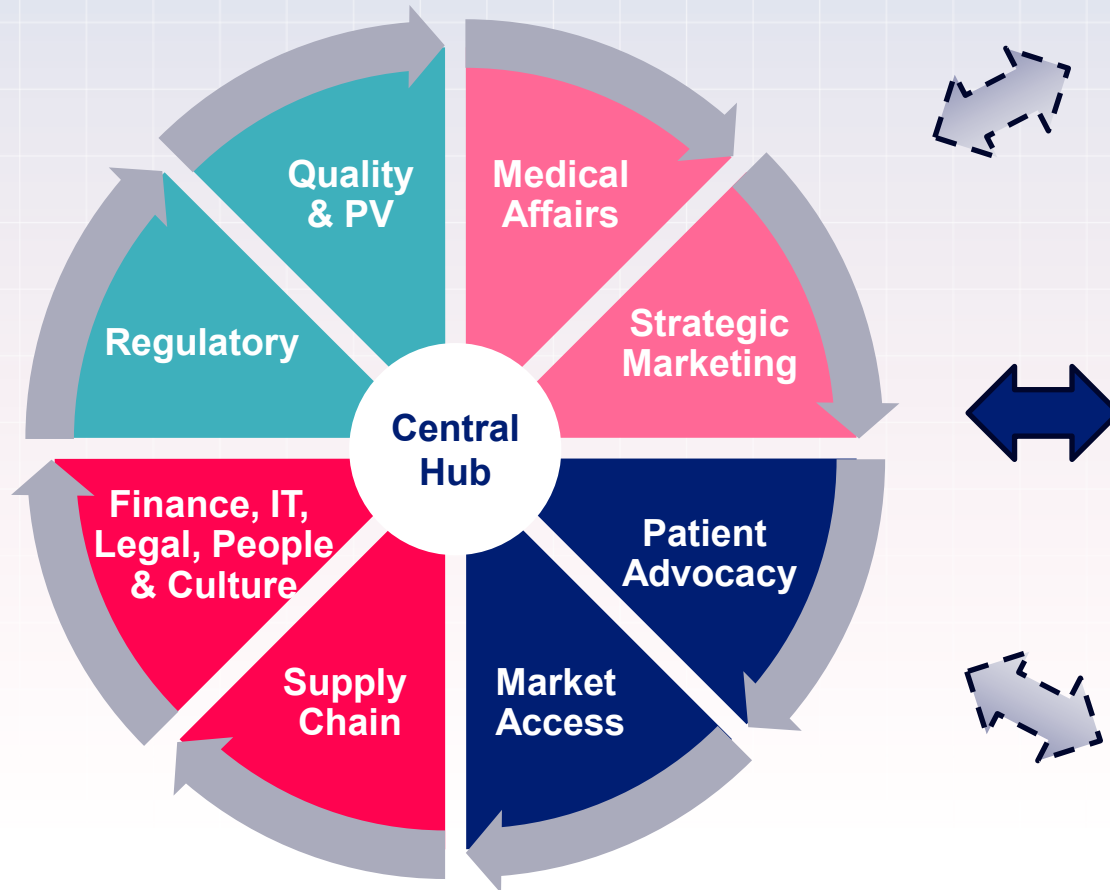 Quality
& PV
Medical
Affairs
Regulatory
Strategic
Marketing
Central
Hub
Finance, IT,
Legal, People
& Culture
Patient
Advocacy
Supply
Chain
Market
Access